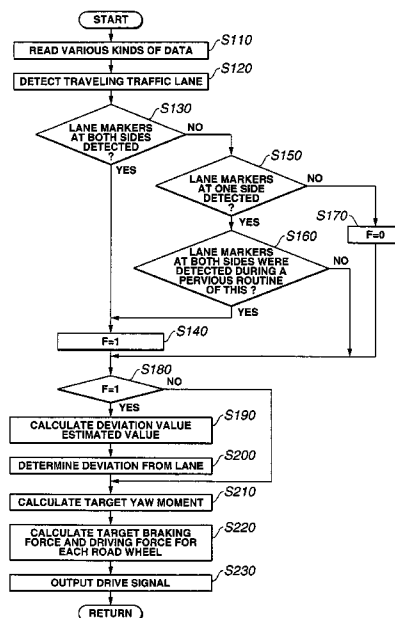 START
S110
READ VARIOUS KINDS OF DATA
S120
DETECT TRAVELING TRAFFIC LANE
S130
LANE MARKERS
AT BOTH SIDES
DETECTED
?
NO
YES
S150
LANE MARKERS
AT ONE SIDE
DETECTED
?
NO
YES
S170
F=0
S160
LANE MARKERS
AT BOTH SIDES WERE
DETECTED DURING A
PERVIOUS ROUTINE
OF THIS ?
NO
YES
S140
F=1
S180
F=1
NO
YES
S190
CALCULATE DEVIATION VALUE
ESTIMATED VALUE
S200
DETERMINE DEVIATION FROM LANE
S210
CALCULATE TARGET YAW MOMENT
S220
CALCULATE TARGET BRAKING
FORCE AND DRIVING FORCE FOR
EACH ROAD WHEEL
S230
OUTPUT DRIVE SIGNAL
RETURN